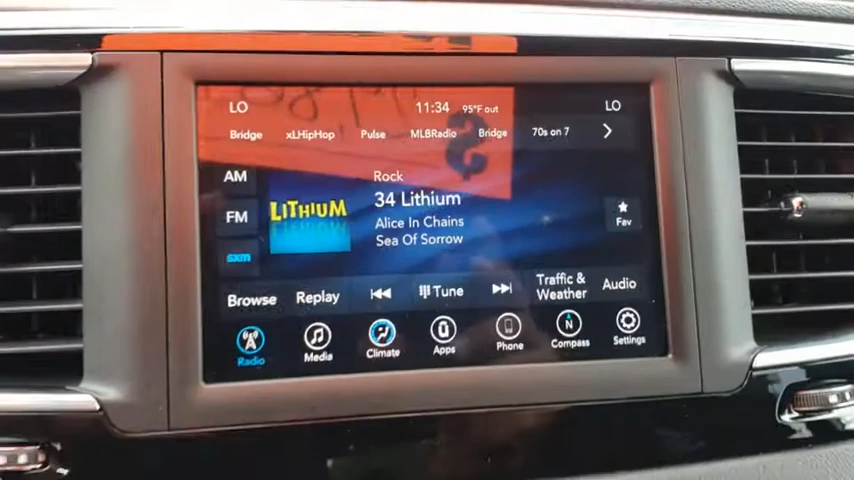 LO 11:34 95°F out LO
Bridge xLHipHop Pulse MLBRadio Bridge 70s on 7
AM
FM
sxm
LITHIUM
Rock
34 Lithium
Alice In Chains
Sea Of Sorrow
Fav
Browse Replay Tune Traffic & Weather Audio
Radio Media Climate Apps Phone N Compass Settings